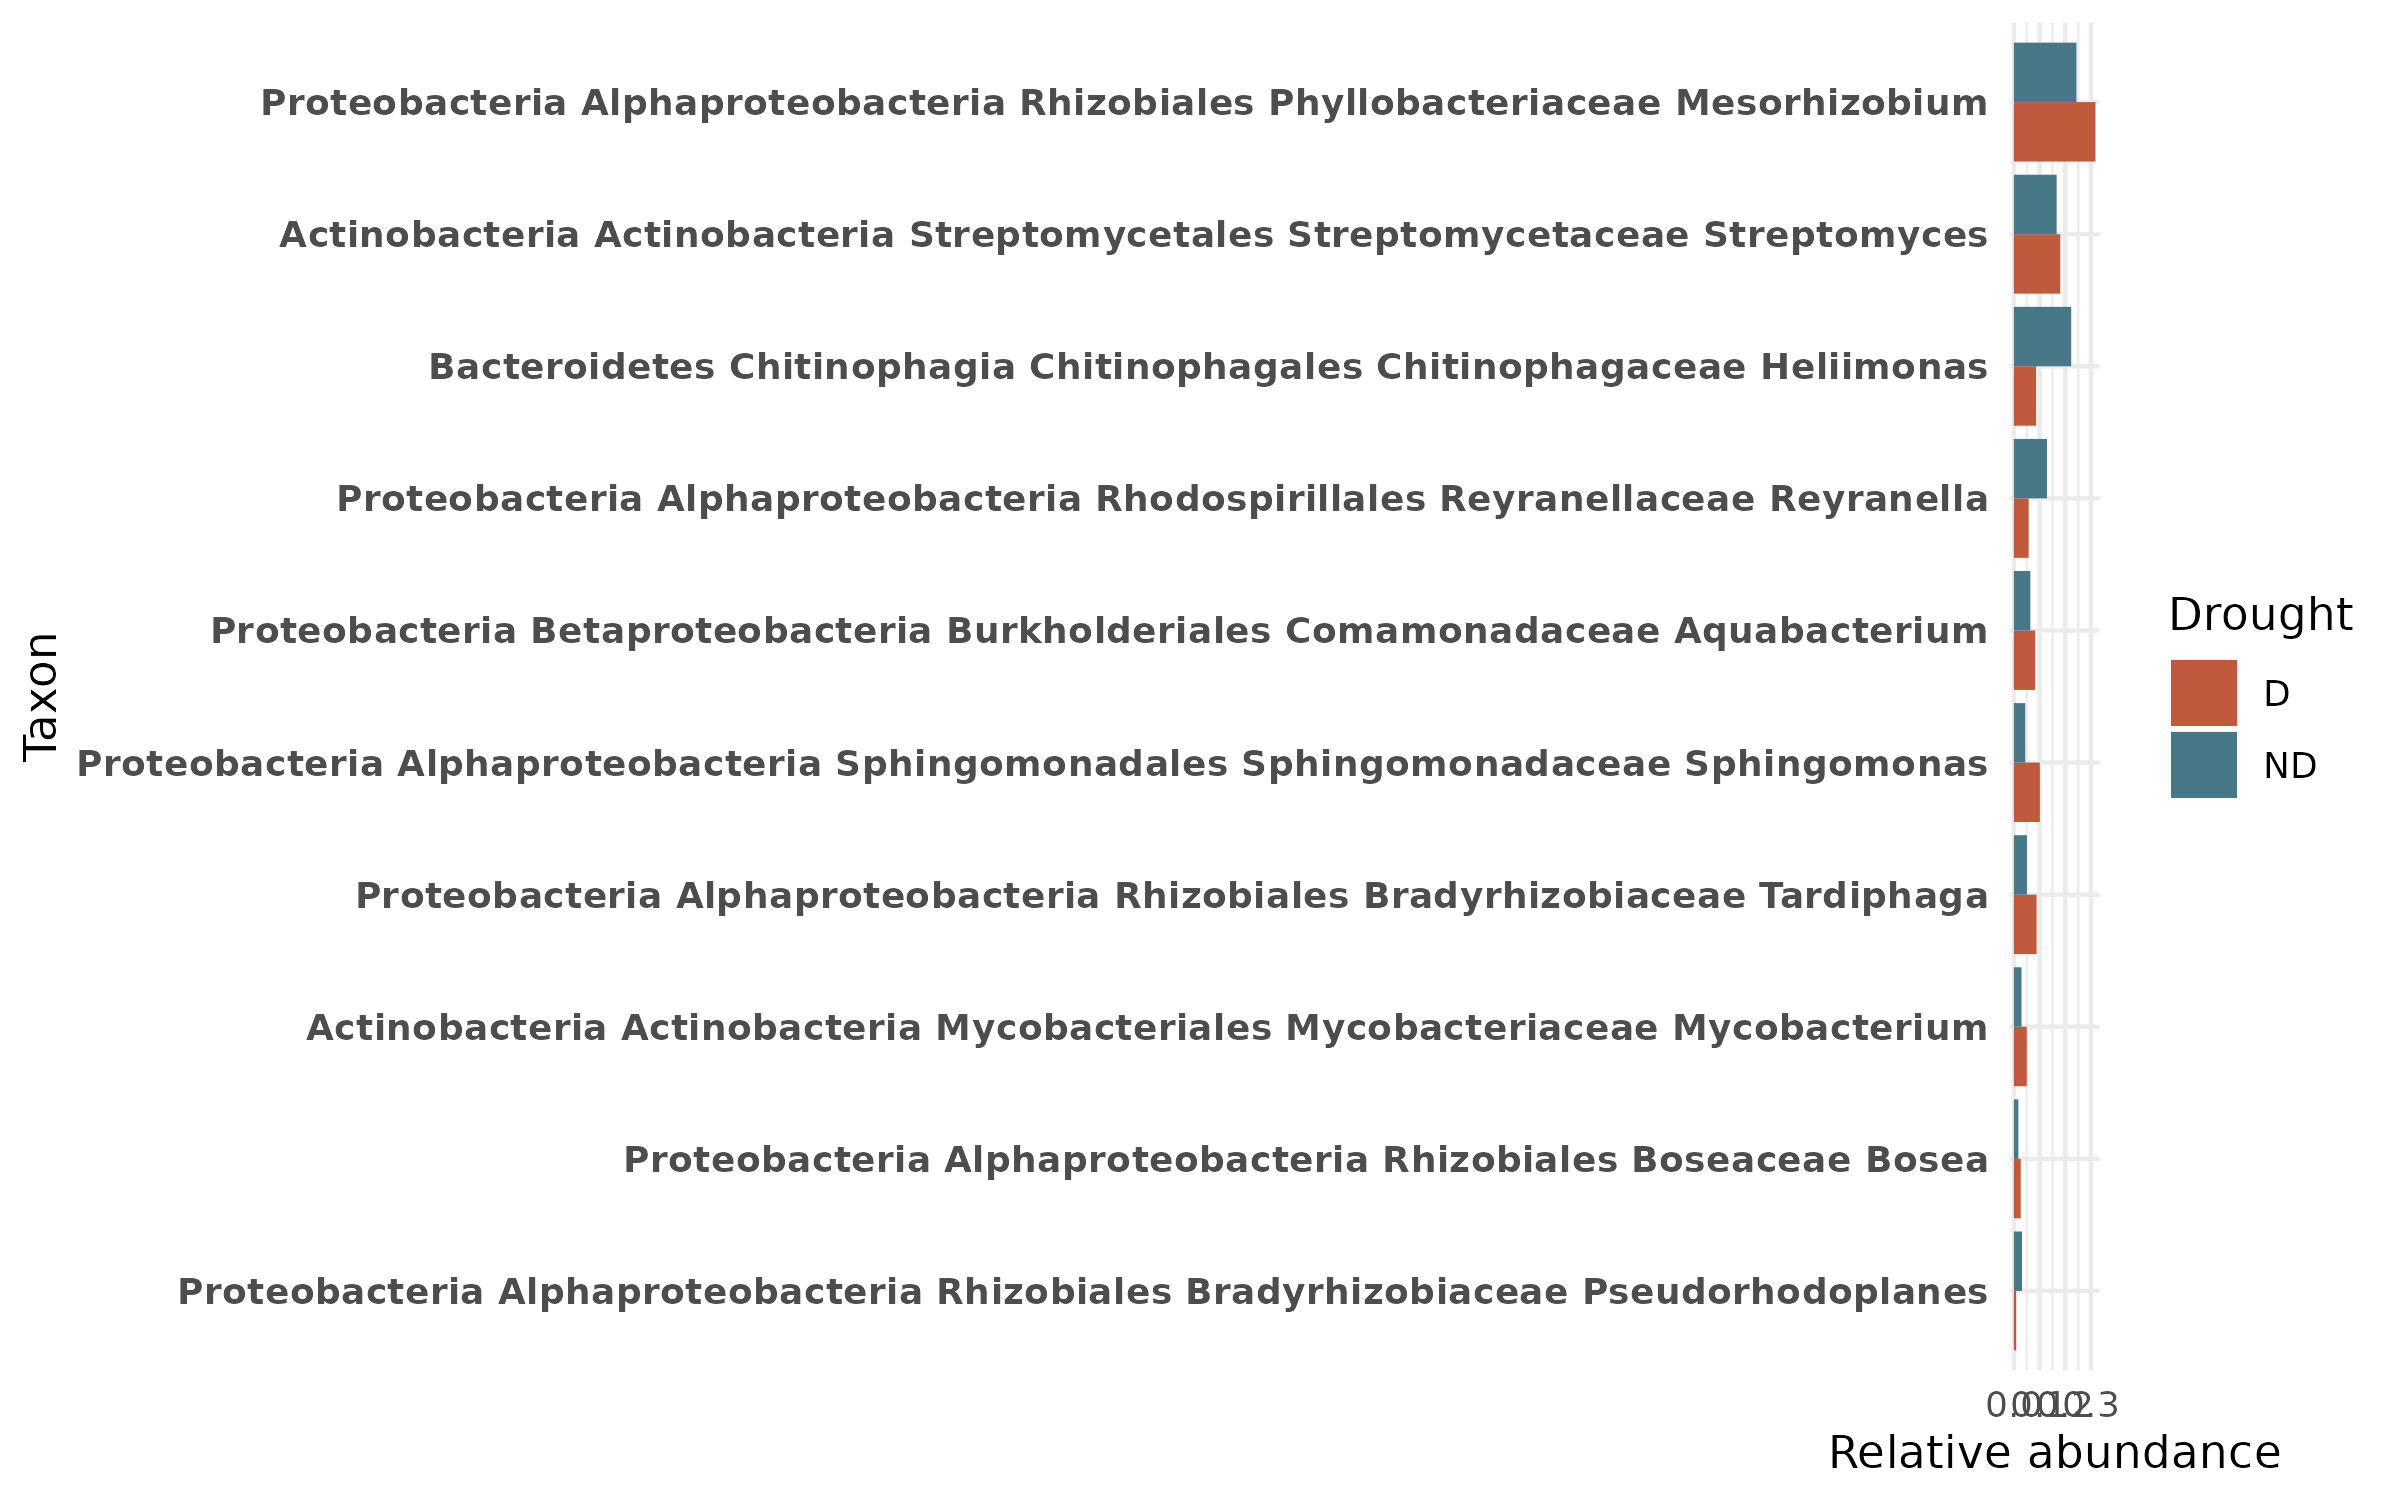 Proteobacteria Alphaproteobacteria Rhizobiales Phyllobacteriaceae Mesorhizobium
Actinobacteria Actinobacteria Streptomycetales Streptomycetaceae Streptomyces
Bacteroidetes Chitinophagia Chitinophagales Chitinophagaceae Heliimonas
Proteobacteria Alphaproteobacteria Rhodospirillales Reyranellaceae Reyranella
Proteobacteria Betaproteobacteria Burkholderiales Comamonadaceae Aquabacterium
Proteobacteria Alphaproteobacteria Sphingomonadales Sphingomonadaceae Sphingomonas
Proteobacteria Alphaproteobacteria Rhizobiales Bradyrhizobiaceae Tardiphaga
Actinobacteria Actinobacteria Mycobacteriales Mycobacteriaceae Mycobacterium
Proteobacteria Alphaproteobacteria Rhizobiales Boseaceae Bosea
Proteobacteria Alphaproteobacteria Rhizobiales Bradyrhizobiaceae Pseudorhodoplanes
Taxon
Relative abundance
Drought
D
ND